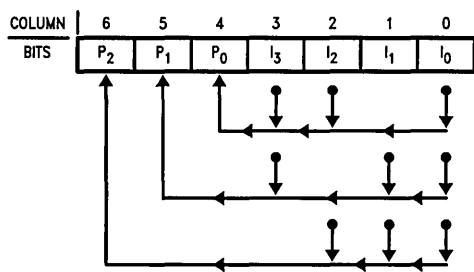 COLUMN 6 5 4 3 2 1 0
BITS P₂ P₁ P₀ I₃ I₂ I₁ I₀